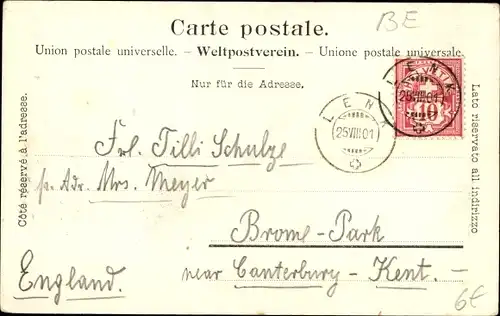 BE
Carte postale.
Union postale universelle. – Weltpostverein. – Unione postale universale.
Nur für die Adresse.
Côté réservé à l'adresse.
Lato riservato all indirizzo
LENK
25 VIII 01
HELVETIA
10
LENK
25 VIII 01
Frl. Tilli Schulze
pr. Adr. Mrs. Meyer
Brome-Park
near Canterbury - Kent. -
England.
6€